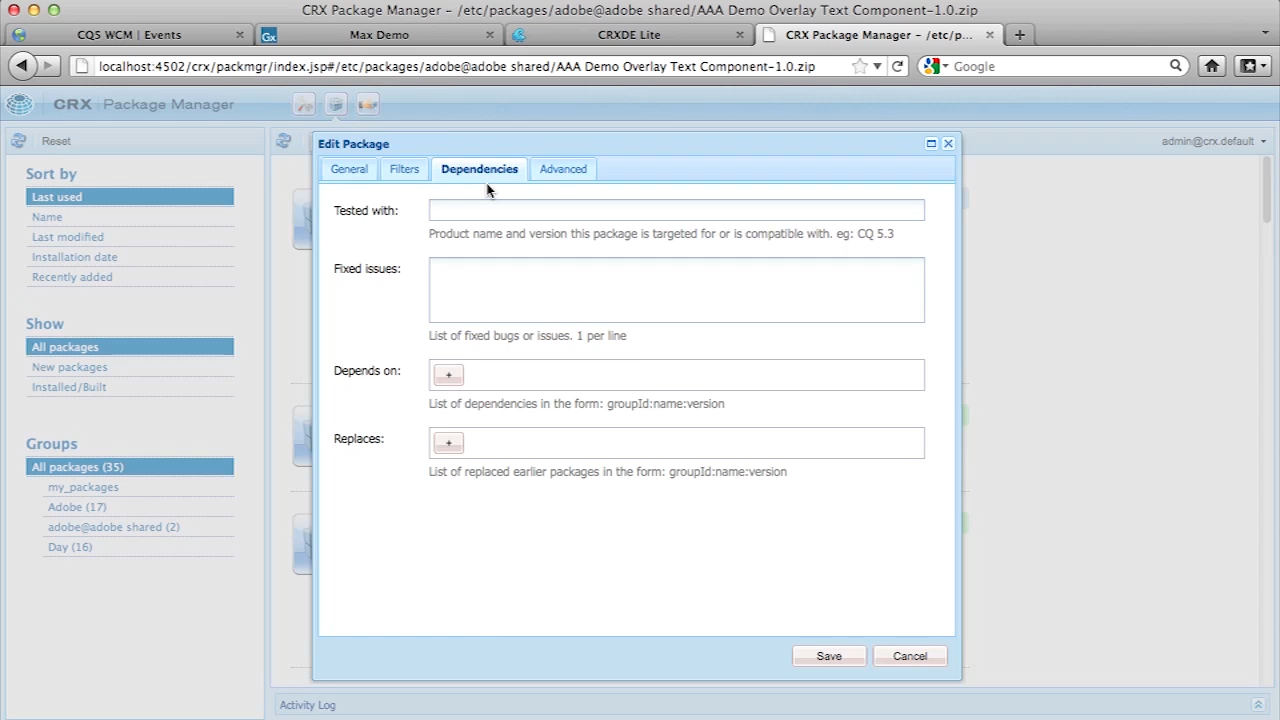 CRX Package Manager - /etc/packages/adobe@adobe shared/AAA Demo Overlay Text Component-1.0.zip
CQ5 WCM | Events
Max Demo
CRXDE Lite
CRX Package Manager - /etc/p...
localhost:4502/crx/packmgr/index.jsp#/etc/packages/adobe@adobe shared/AAA Demo Overlay Text Component-1.0.zip
Google
CRX Package Manager
Reset
admin@crx.default
Sort by
Last used
Name
Last modified
Installation date
Recently added
Show
All packages
New packages
Installed/Built
Groups
All packages (35)
my_packages
Adobe (17)
adobe@adobe shared (2)
Day (16)
Edit Package
General
Filters
Dependencies
Advanced
Tested with:
Product name and version this package is targeted for or is compatible with. eg: CQ 5.3
Fixed issues:
List of fixed bugs or issues. 1 per line
Depends on:
+
List of dependencies in the form: groupId:name:version
Replaces:
+
List of replaced earlier packages in the form: groupId:name:version
Save
Cancel
Activity Log